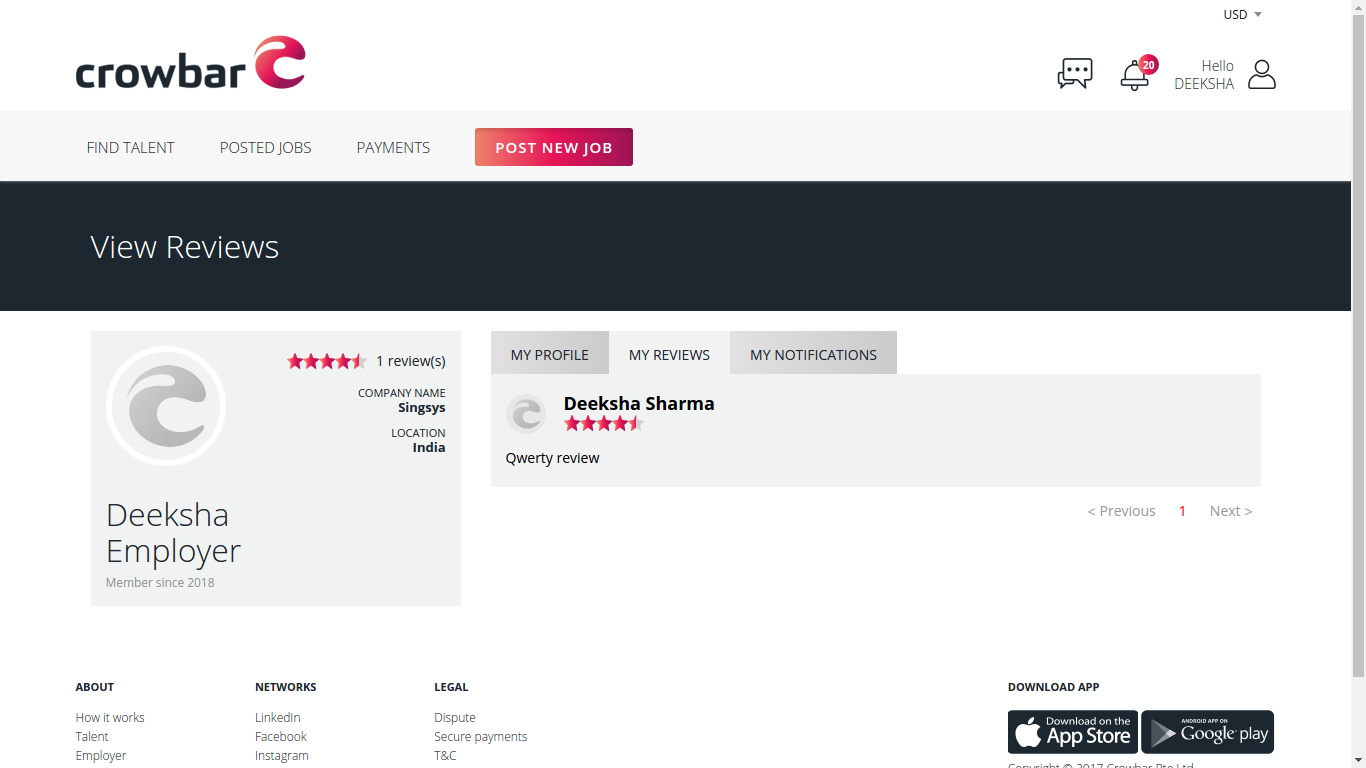 USD
crowbar
20
Hello
DEEKSHA
FIND TALENT
POSTED JOBS
PAYMENTS
POST NEW JOB
View Reviews
1 review(s)
COMPANY NAME
Singsys
LOCATION
India
Deeksha
Employer
Member since 2018
MY PROFILE
MY REVIEWS
MY NOTIFICATIONS
Deeksha Sharma
Qwerty review
< Previous
1
Next >
ABOUT
How it works
Talent
Employer
NETWORKS
LinkedIn
Facebook
Instagram
LEGAL
Dispute
Secure payments
T&C
DOWNLOAD APP
Download on the
App Store
ANDROID APP ON
Google play
Copyright © 2017 Crowbar Pte Ltd